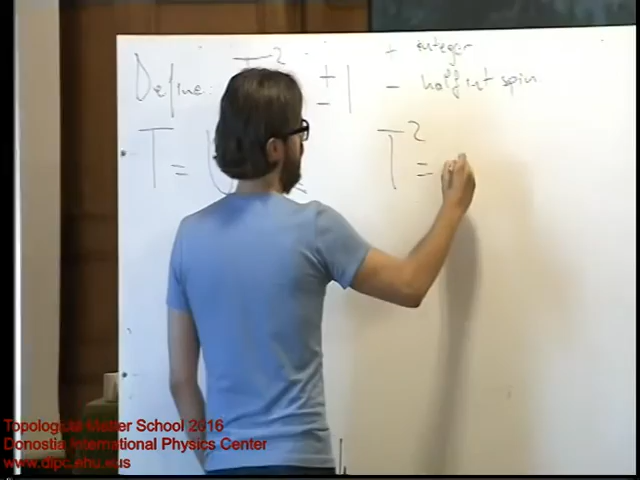 Define: T² = ± 1 + integer
- half int spin
T = U T² =
Topological Matter School 2016
Donostia International Physics Center
www.dipc.ehu.eus